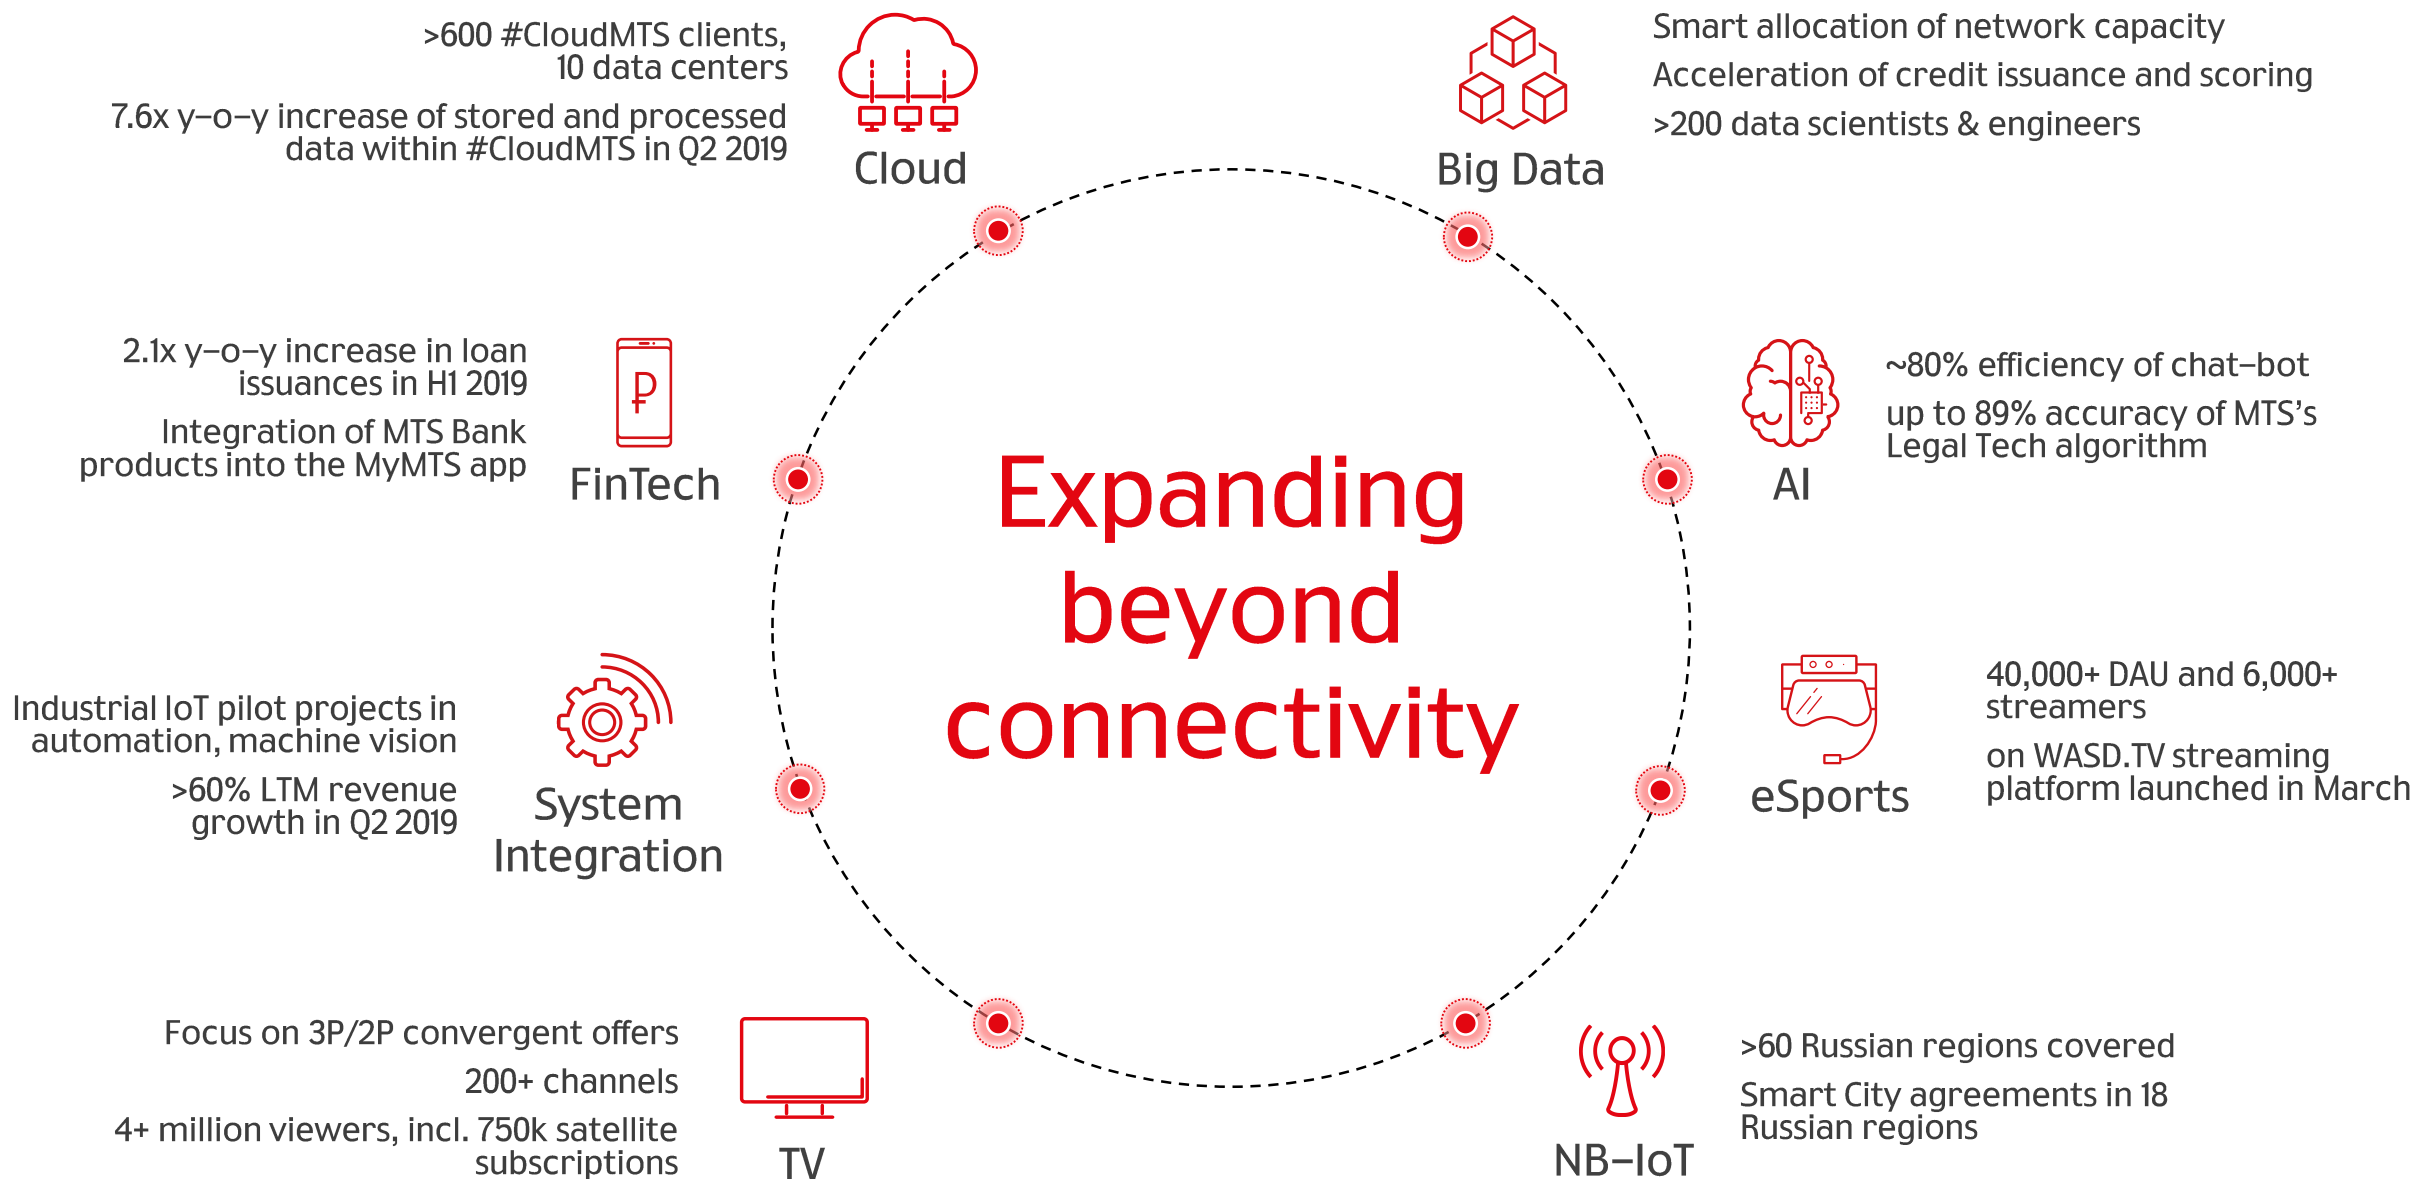 >600 #CloudMTS clients,
10 data centers
7.6x y-o-y increase of stored and processed
data within #CloudMTS in Q2 2019
Cloud
Smart allocation of network capacity
Acceleration of credit issuance and scoring
>200 data scientists & engineers
Big Data
2.1x y-o-y increase in loan
issuances in H1 2019
Integration of MTS Bank
products into the MyMTS app
FinTech
~80% efficiency of chat-bot
up to 89% accuracy of MTS's
Legal Tech algorithm
AI
Expanding
beyond
connectivity
Industrial IoT pilot projects in
automation, machine vision
>60% LTM revenue
growth in Q2 2019
System
Integration
40,000+ DAU and 6,000+
streamers
on WASD.TV streaming
platform launched in March
eSports
Focus on 3P/2P convergent offers
200+ channels
4+ million viewers, incl. 750k satellite
subscriptions
TV
>60 Russian regions covered
Smart City agreements in 18
Russian regions
NB-IoT